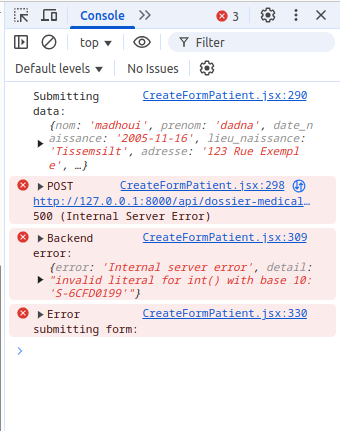 Console
3
top
Filter
Default levels
No Issues
Submitting CreateFormPatient.jsx:290
data:
{nom: 'madhoui', prenom: 'dadna', date_n
aissance: '2005-11-16', lieu_naissance:
'Tissemsilt', adresse: '123 Rue Exempl
e', …}
POST CreateFormPatient.jsx:298
http://127.0.0.1:8000/api/dossier-medical…
500 (Internal Server Error)
Backend CreateFormPatient.jsx:309
error:
{error: 'Internal server error', detail:
"invalid literal for int() with base 10:
'S-6CFD0199'"}
Error CreateFormPatient.jsx:330
submitting form: